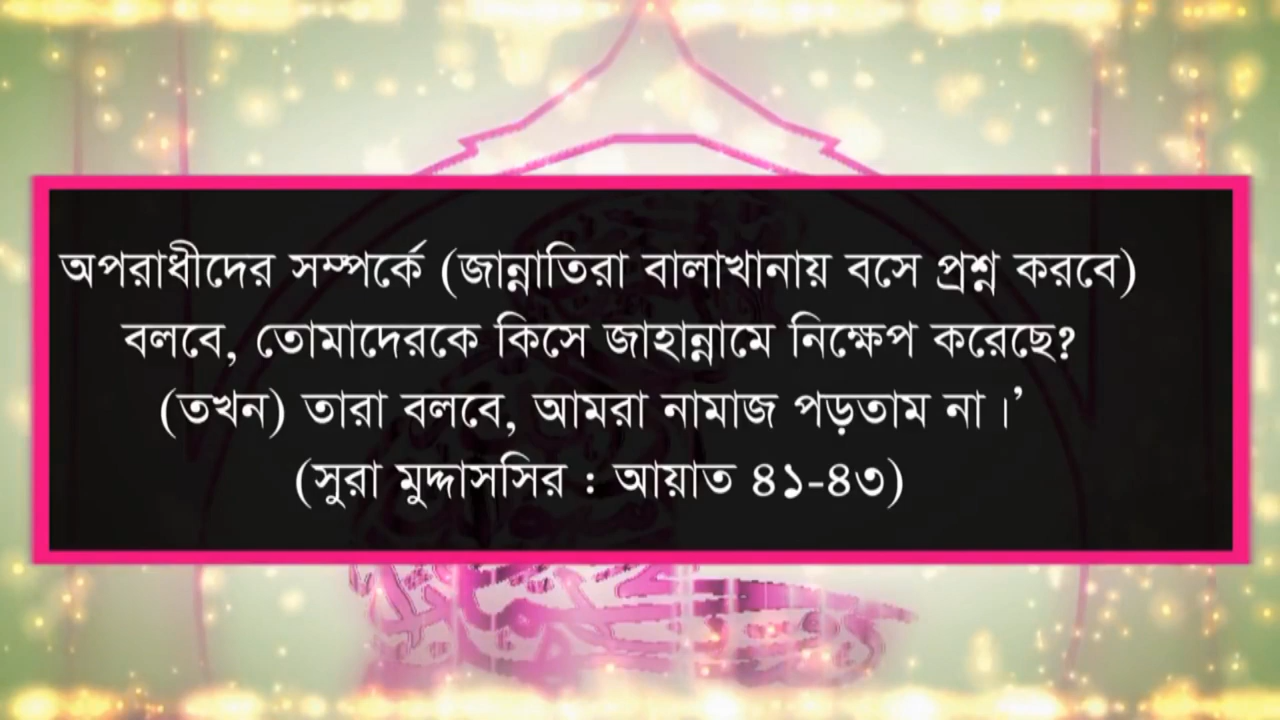 অপরাধীদের সম্পর্কে (জান্নাতিরা বালাখানায় বসে প্রশ্ন করবে)
বলবে, তোমাদেরকে কিসে জাহান্নামে নিক্ষেপ করেছে?
(তখন) তারা বলবে, আমরা নামাজ পড়তাম না।’
(সুরা মুদ্দাসসির : আয়াত ৪১-৪৩)